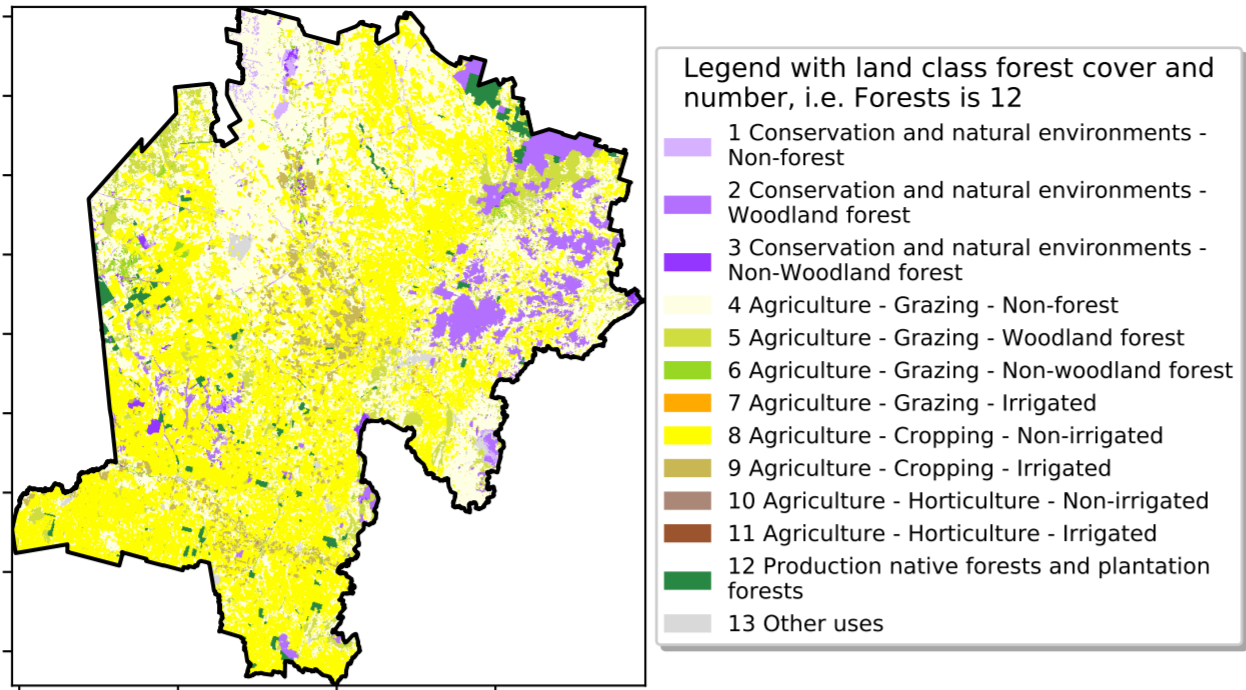 Legend with land class forest cover and
number, i.e. Forests is 12
1 Conservation and natural environments -
Non-forest
2 Conservation and natural environments -
Woodland forest
3 Conservation and natural environments -
Non-Woodland forest
4 Agriculture - Grazing - Non-forest
5 Agriculture - Grazing - Woodland forest
6 Agriculture - Grazing - Non-woodland forest
7 Agriculture - Grazing - Irrigated
8 Agriculture - Cropping - Non-irrigated
9 Agriculture - Cropping - Irrigated
10 Agriculture - Horticulture - Non-irrigated
11 Agriculture - Horticulture - Irrigated
12 Production native forests and plantation
forests
13 Other uses